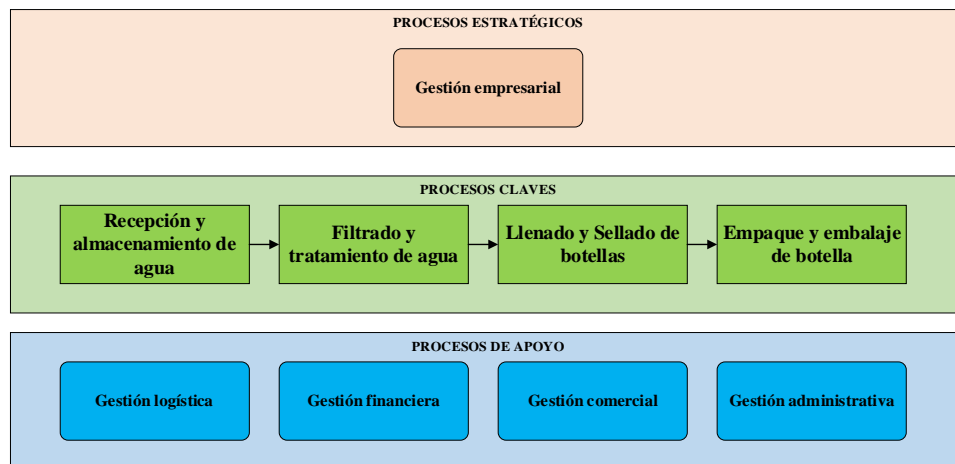 PROCESOS ESTRATÉGICOS
Gestión empresarial
PROCESOS CLAVES
Recepción y
almacenamiento de
agua
Filtrado y
tratamiento de agua
Llenado y Sellado de
botellas
Empaque y embalaje
de botella
PROCESOS DE APOYO
Gestión logística
Gestión financiera
Gestión comercial
Gestión administrativa